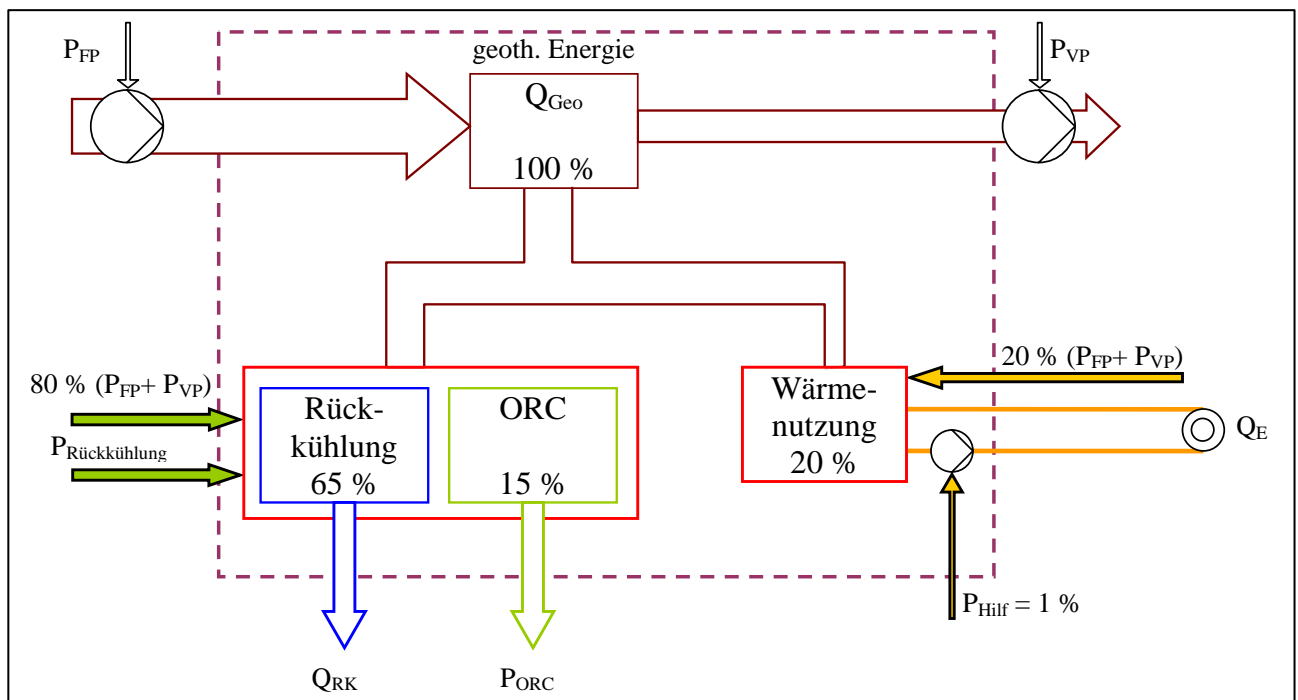 P_FP
geoth. Energie
P_VP
Q_Geo
100 %
80 % (P_FP+ P_VP)
P_Rückkühlung
Rück-
kühlung
65 %
ORC
15 %
Wärme-
nutzung
20 %
20 % (P_FP+ P_VP)
Q_E
P_Hilf = 1 %
Q_RK
P_ORC